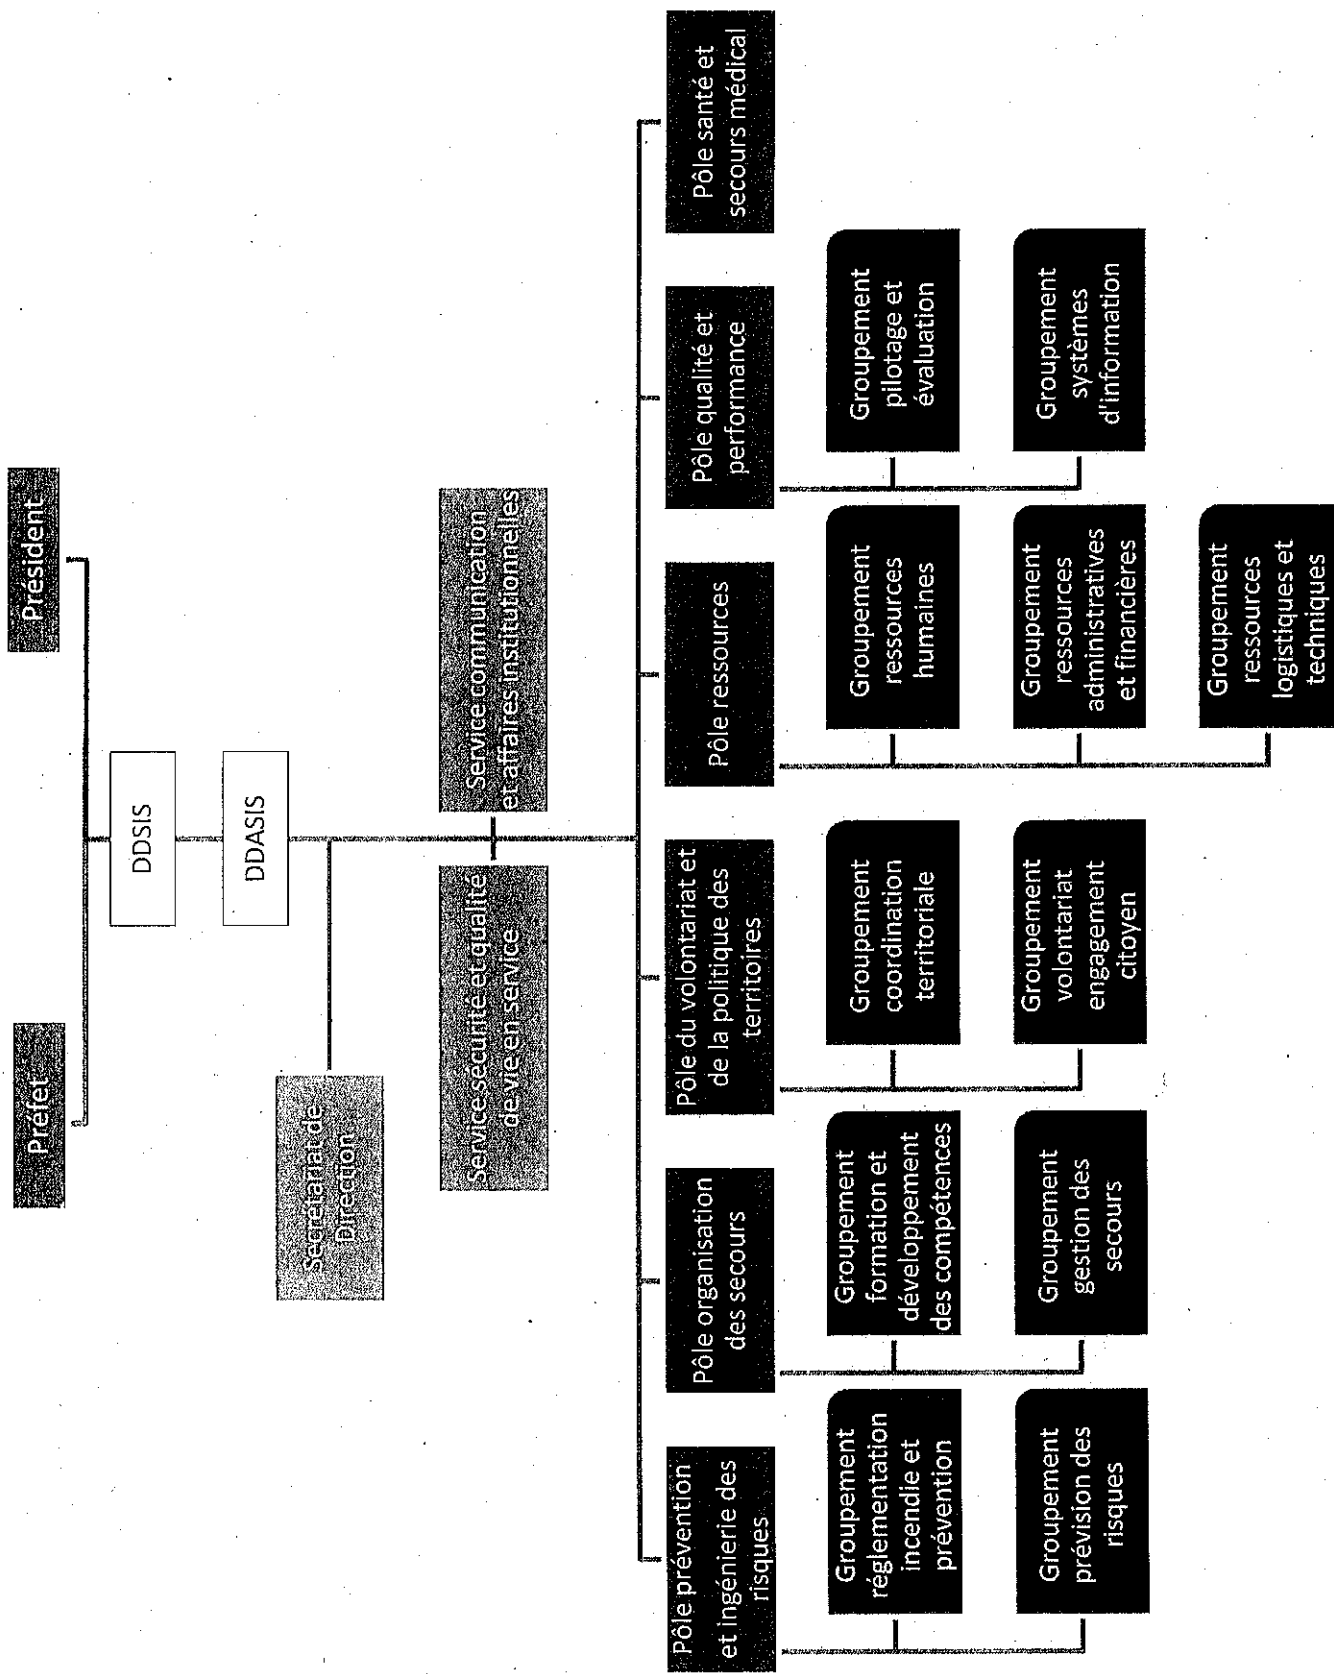 Préfet
Président
DDSIS
DDASIS
Secrétariat de
Direction
Service sécurité et qualité
de vie en service
Service communication
et affaires institutionnelles
Pôle prévention
et ingénierie des
risques
Groupement
réglementation
incendie et
prévention
Groupement
prévision des
risques
Pôle organisation
des secours
Groupement
formation et
développement
des compétences
Groupement
gestion des
secours
Pôle du volontariat et
de la politique des
territoires
Groupement
coordination
territoriale
Groupement
volontariat
engagement
citoyen
Pôle ressources
Groupement
ressources
humaines
Groupement
ressources
administratives
et financières
Groupement
ressources
logistiques et
techniques
Pôle qualité et
performance
Groupement
pilotage et
évaluation
Groupement
systèmes
d'information
Pôle santé et
secours médical